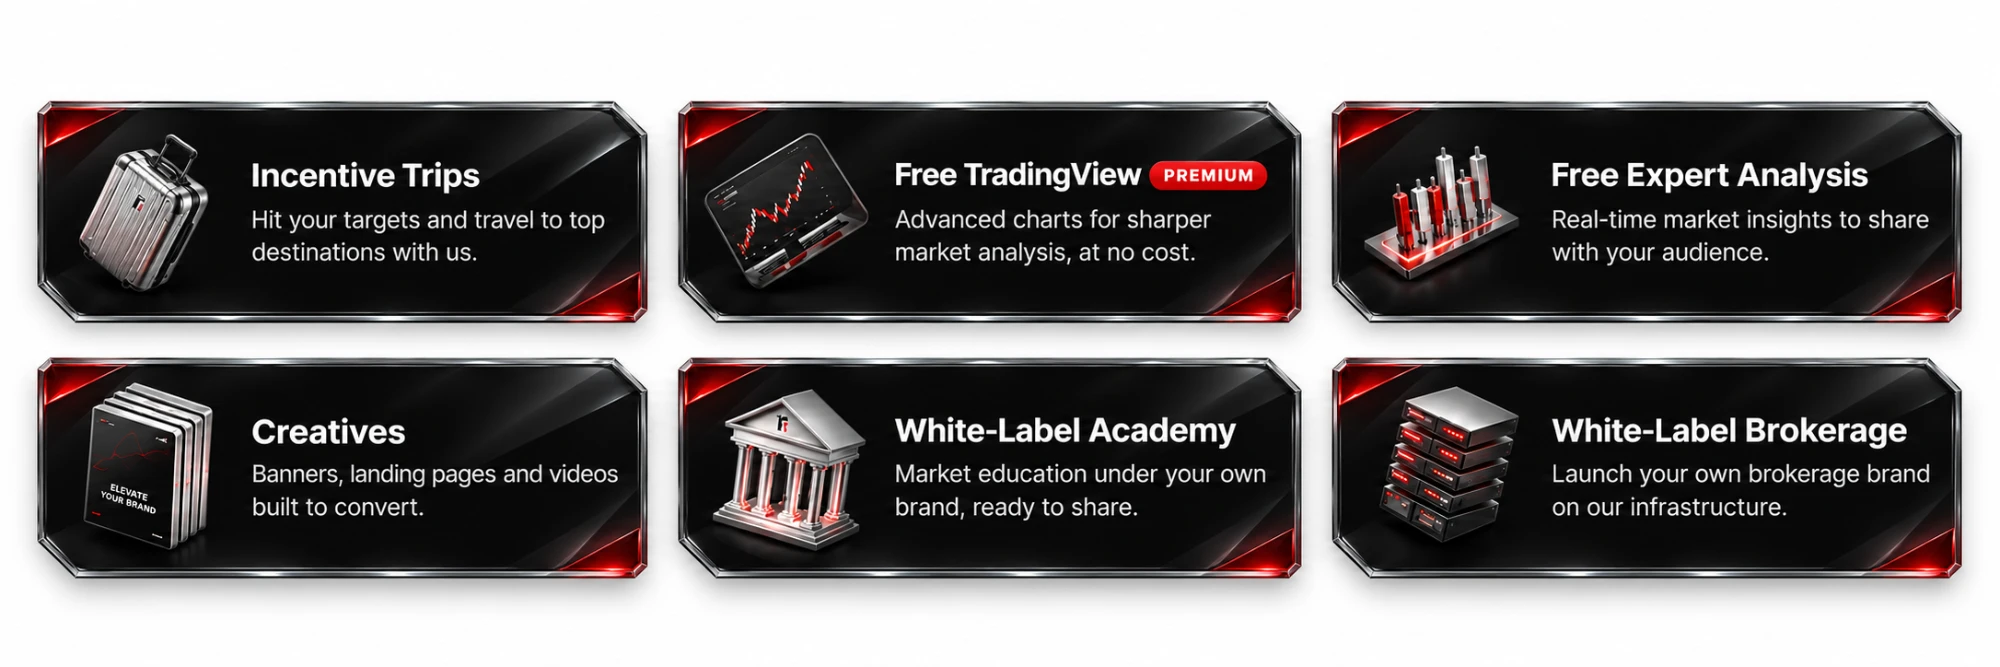 Incentive Trips
Hit your targets and travel to top
destinations with us.
Free TradingView PREMIUM
Advanced charts for sharper
market analysis, at no cost.
Free Expert Analysis
Real-time market insights to share
with your audience.
ELEVATE
YOUR BRAND
Creatives
Banners, landing pages and videos
built to convert.
White-Label Academy
Market education under your own
brand, ready to share.
White-Label Brokerage
Launch your own brokerage brand
on our infrastructure.